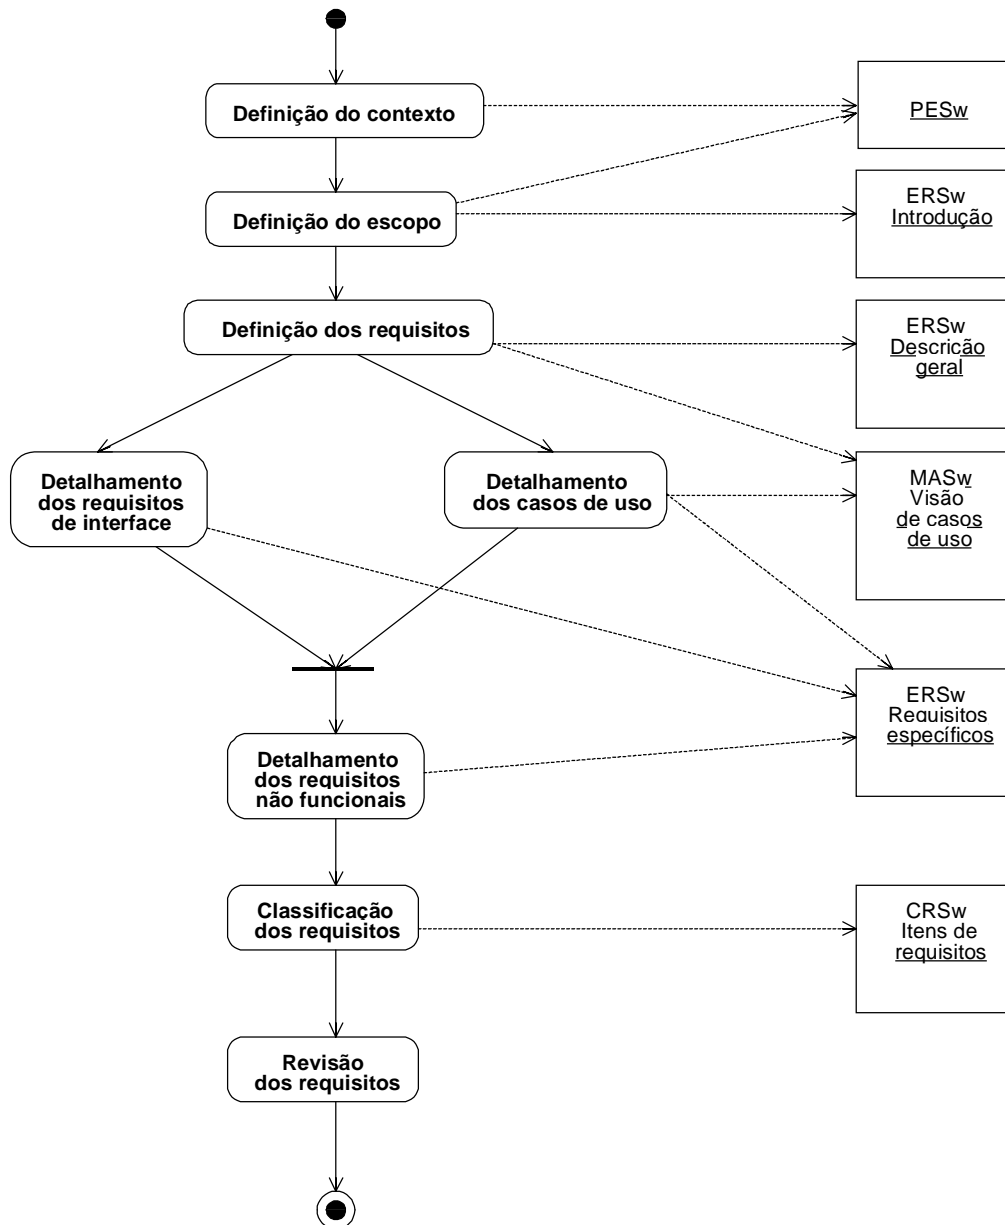 Definição do contexto
PESw
Definição do escopo
ERSw
Introdução
Definição dos requisitos
ERSw
Descrição
geral
Detalhamento
dos requisitos
de interface
Detalhamento
dos casos de uso
MASw
Visão
de casos
de uso
Detalhamento
dos requisitos
não funcionais
ERSw
Requisitos
específicos
Classificação
dos requisitos
CRSw
Itens de
requisitos
Revisão
dos requisitos